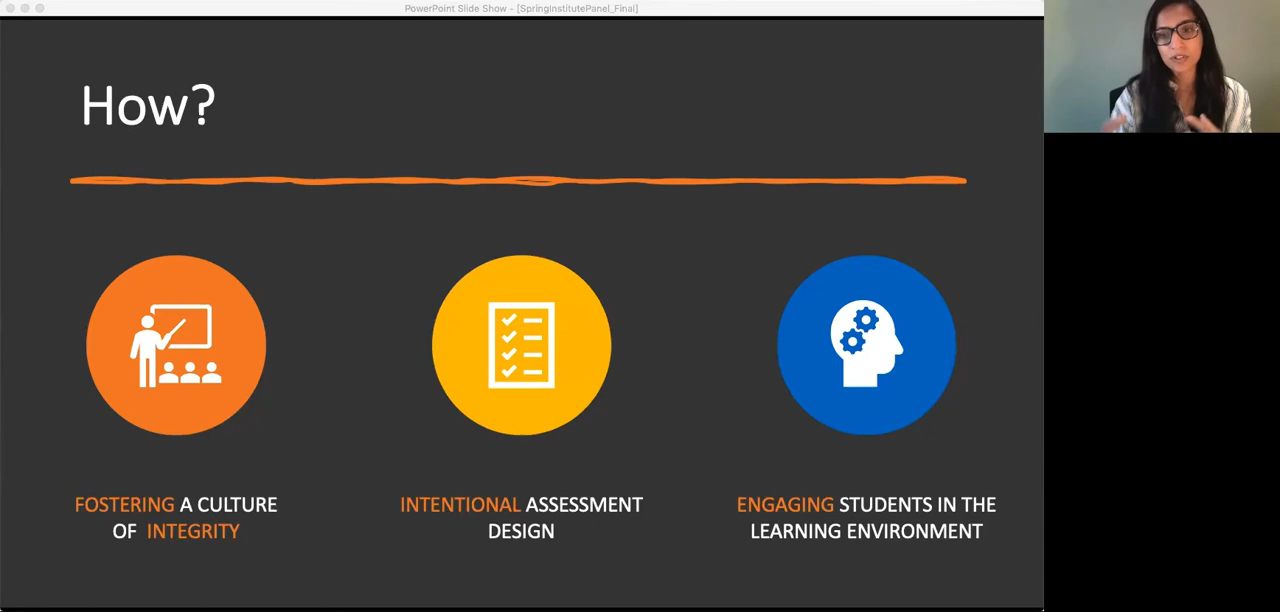 PowerPoint Slide Show - [SpringInstitutePanel_Final]
How?
FOSTERING A CULTURE
OF INTEGRITY
INTENTIONAL ASSESSMENT
DESIGN
ENGAGING STUDENTS IN THE
LEARNING ENVIRONMENT